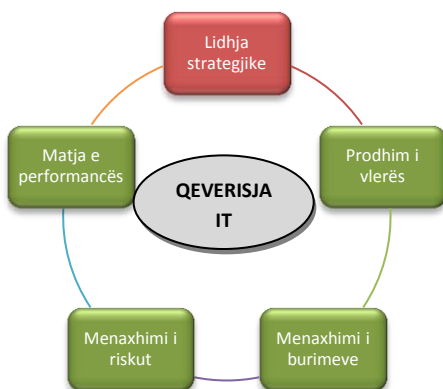 Lidhja
strategjike
Prodhim i
vlerës
Menaxhimi i
burimeve
Menaxhimi i
riskut
Matja e
performancës
QEVERISJA
IT